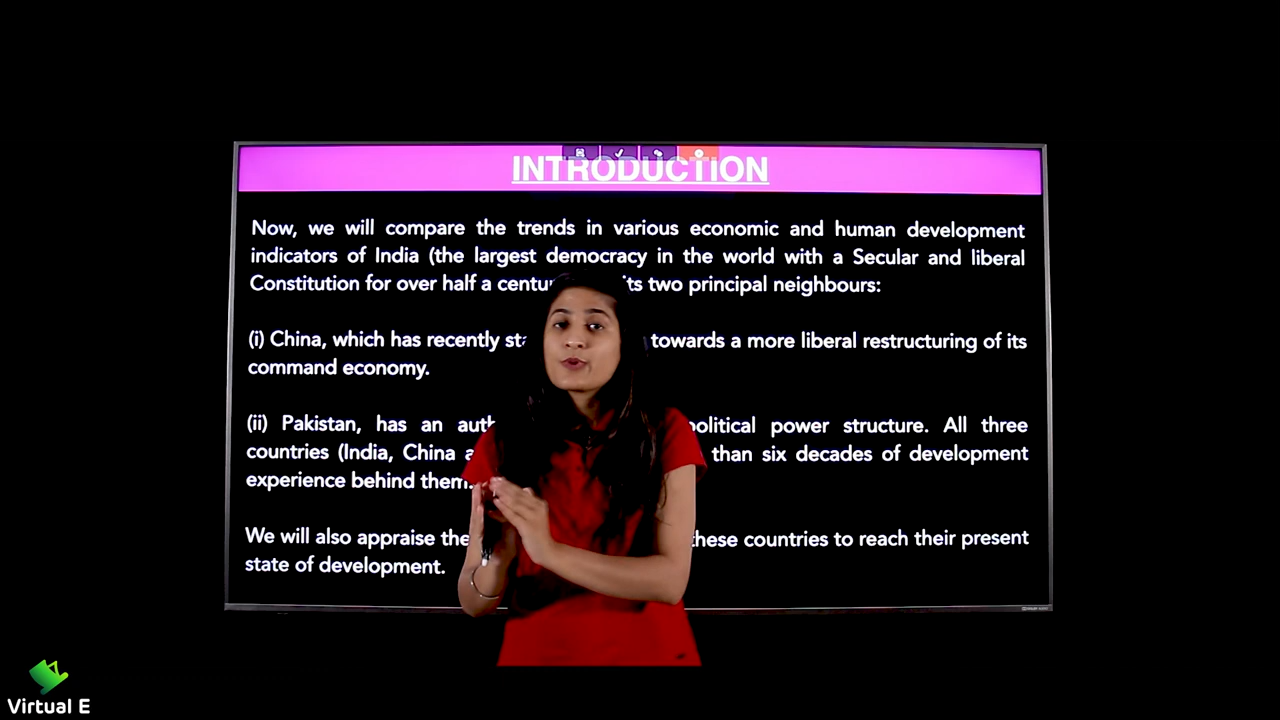 INTRODUCTION
Now, we will compare the trends in various economic and human development
indicators of India (the largest democracy in the world with a Secular and liberal
Constitution for over half a its two principal neighbours:
(i) China, which has recently towards a more liberal restructuring of its
command economy.
(ii) Pakistan, has an political power structure. All three
countries (India, China than six decades of development
experience behind them.
We will also appraise the these countries to reach their present
state of development.
Virtual E